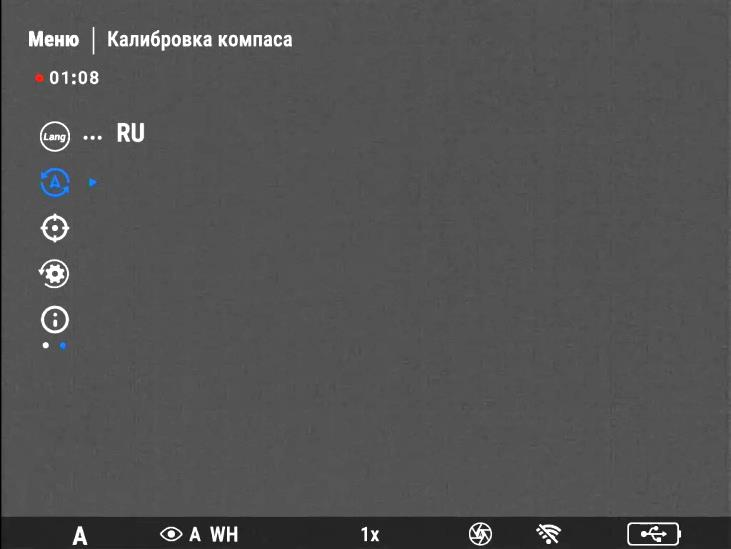 Меню | Калибровка компаса
01:08
Lang ... RU
A
A A WH 1x